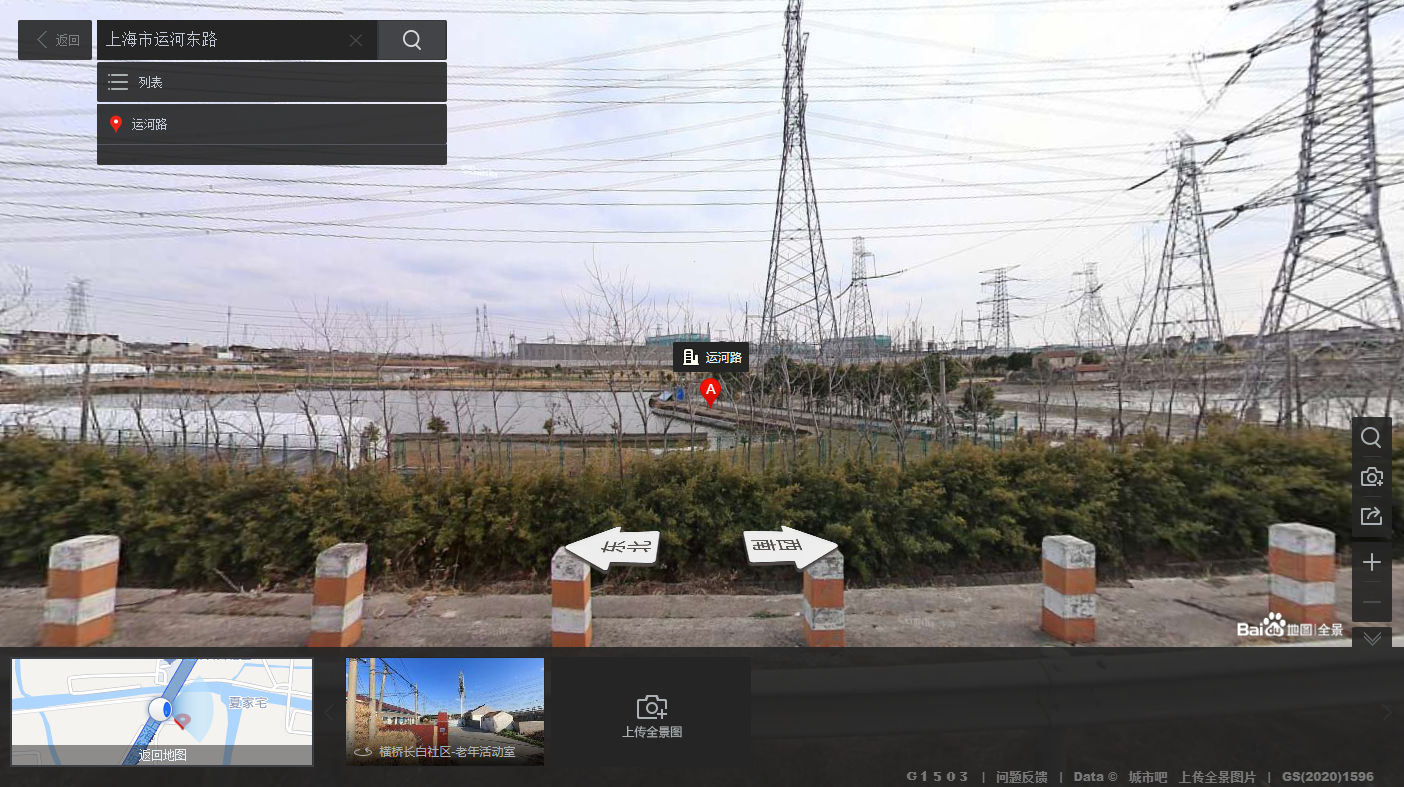 返回
上海市运河东路
列表
运河路
运河路
A
东北
西南
Bai 地图 全景
夏家宅
返回地图
横桥长白社区-老年活动室
上传全景图
G1503 | 问题反馈 | Data © 城市吧 上传全景图片 | GS(2020)1596